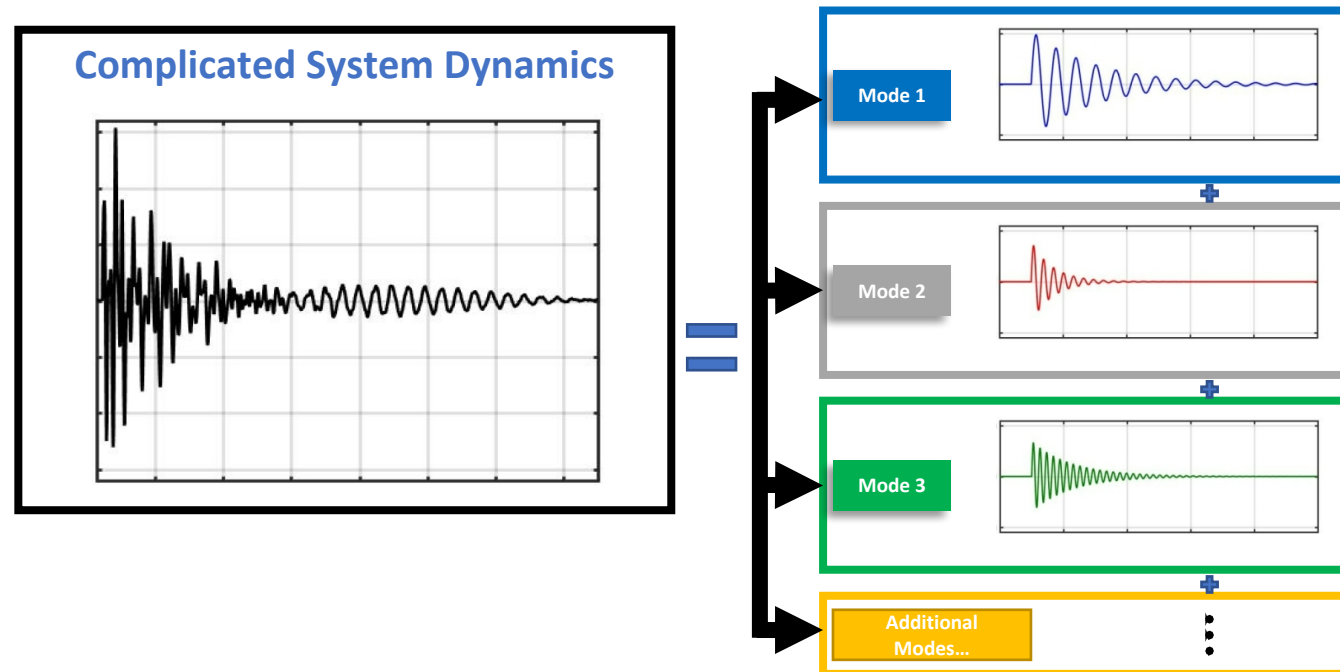 Complicated System Dynamics
Mode 1
Mode 2
Mode 3
Additional
Modes…